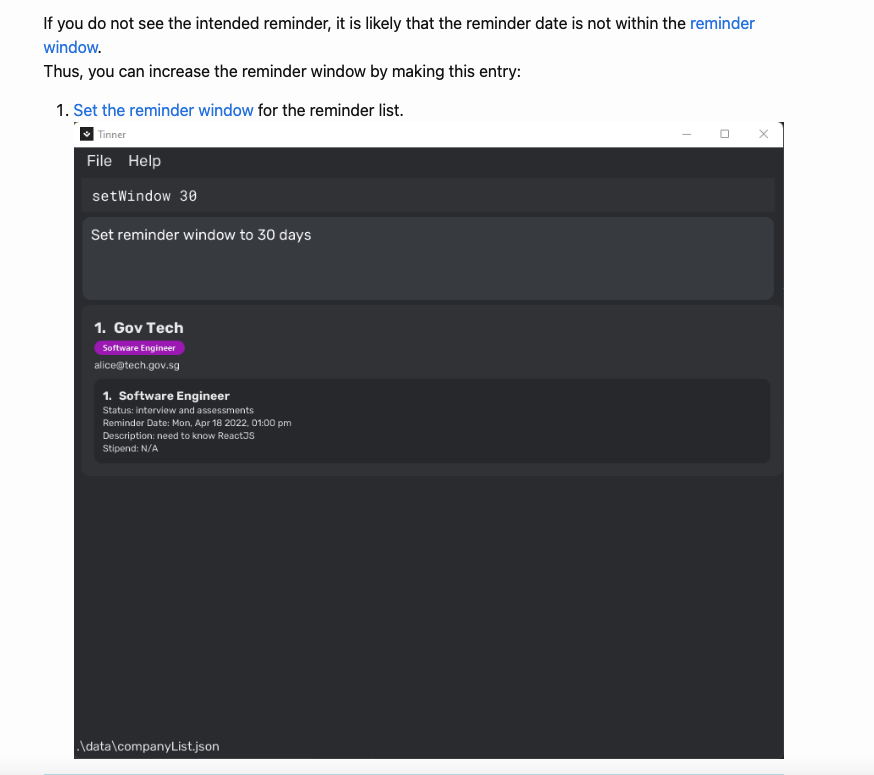 If you do not see the intended reminder, it is likely that the reminder date is not within the reminder
window.
Thus, you can increase the reminder window by making this entry:
1. Set the reminder window for the reminder list.
Tinner
File Help
setWindow 30
Set reminder window to 30 days
1. Gov Tech
Software Engineer
alice@tech.gov.sg
1. Software Engineer
Status: interview and assessments
Reminder Date: Mon, Apr 18 2022, 01:00 pm
Description: need to know ReactJS
Stipend: N/A
.\data\companyList.json